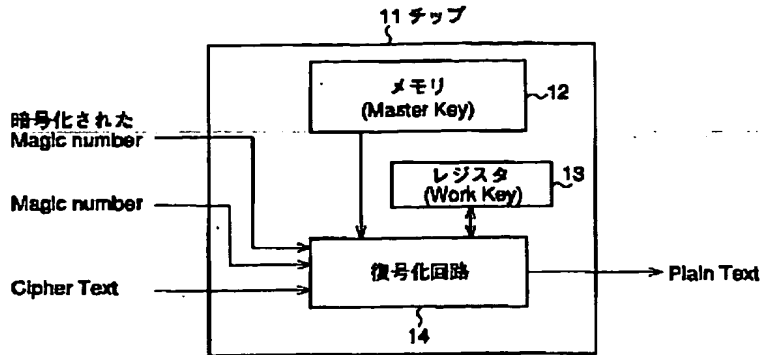 11 チップ
メモリ
(Master Key)
12
暗号化された
Magic number
レジスタ
(Work Key)
13
Magic number
復号化回路
Cipher Text
Plain Text
14